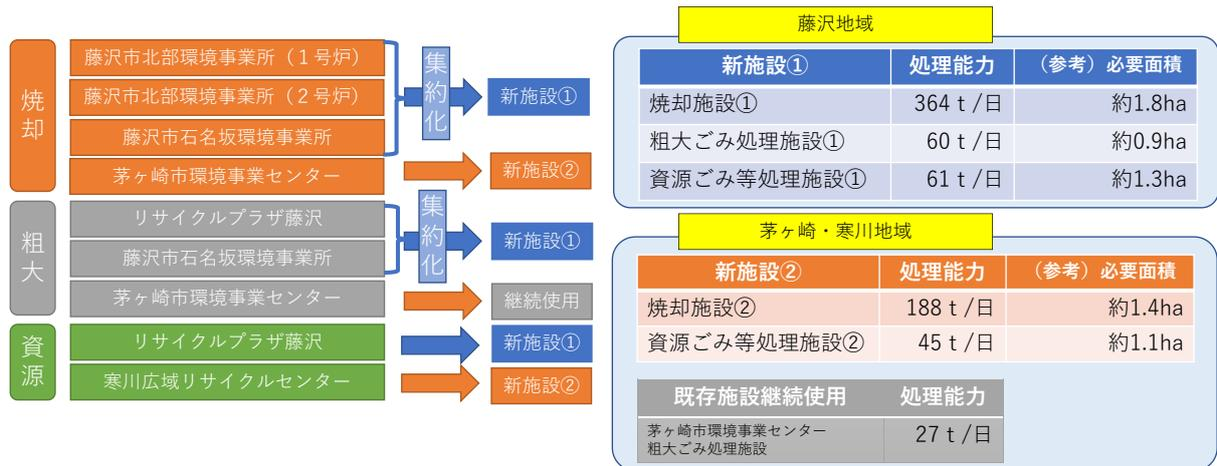 焼却
藤沢市北部環境事業所（１号炉）
藤沢市北部環境事業所（２号炉）
藤沢市石名坂環境事業所
茅ヶ崎市環境事業センター
集約化
新施設①
新施設②
粗大
リサイクルプラザ藤沢
藤沢市石名坂環境事業所
茅ヶ崎市環境事業センター
集約化
新施設①
継続使用
資源
リサイクルプラザ藤沢
寒川広域リサイクルセンター
新施設①
新施設②
藤沢地域
新施設① 処理能力 （参考）必要面積
焼却施設① 364ｔ/日 約1.8ha
粗大ごみ処理施設① 60ｔ/日 約0.9ha
資源ごみ等処理施設① 61ｔ/日 約1.3ha
茅ヶ崎・寒川地域
新施設② 処理能力 （参考）必要面積
焼却施設② 188ｔ/日 約1.4ha
資源ごみ等処理施設② 45ｔ/日 約1.1ha
既存施設継続使用 処理能力
茅ヶ崎市環境事業センター
粗大ごみ処理施設
27ｔ/日